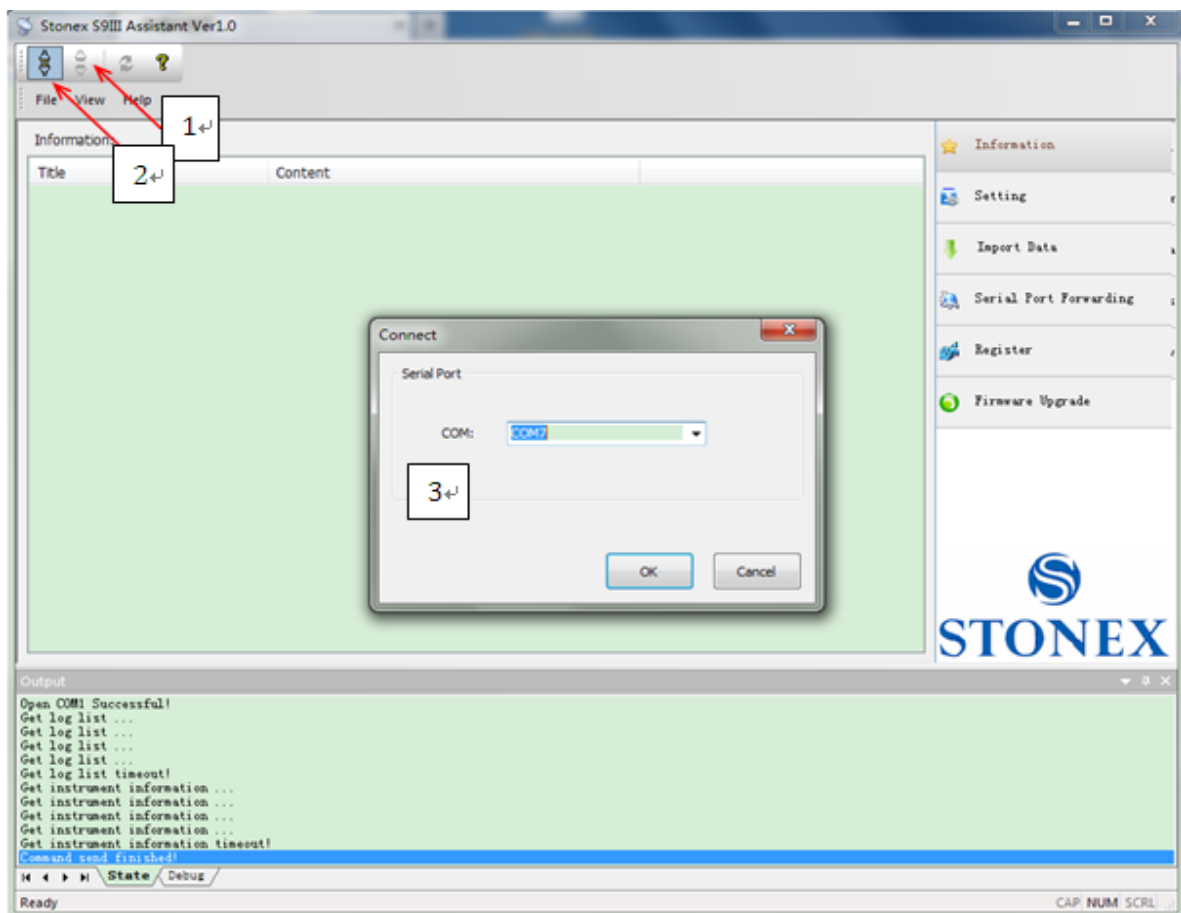 Stonex S9III Assistant Ver1.0
File View Help
1
Information
2
Title Content
Information
Setting
Import Data
Serial Port Forwarding
Register
Firmware Upgrade
Connect
Serial Port
COM: COM7
3
OK Cancel
STONEX
Output
Open COM1 Successful!
Get log list ...
Get log list ...
Get log list ...
Get log list ...
Get log list timeout!
Get instrument information ...
Get instrument information ...
Get instrument information ...
Get instrument information ...
Get instrument information timeout!
Command send finished!
State Debug
Ready CAP NUM SCRL